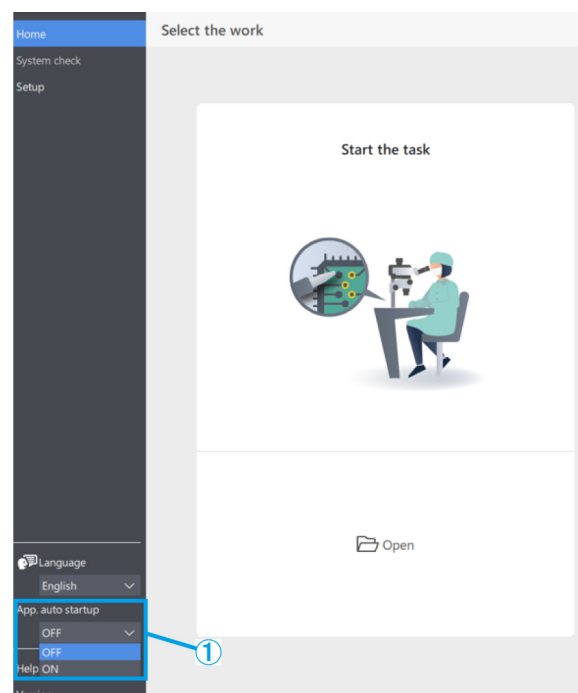 Home
Select the work
System check
Setup
Start the task
Open
Language
English
App. auto startup
OFF
OFF
Help ON
①